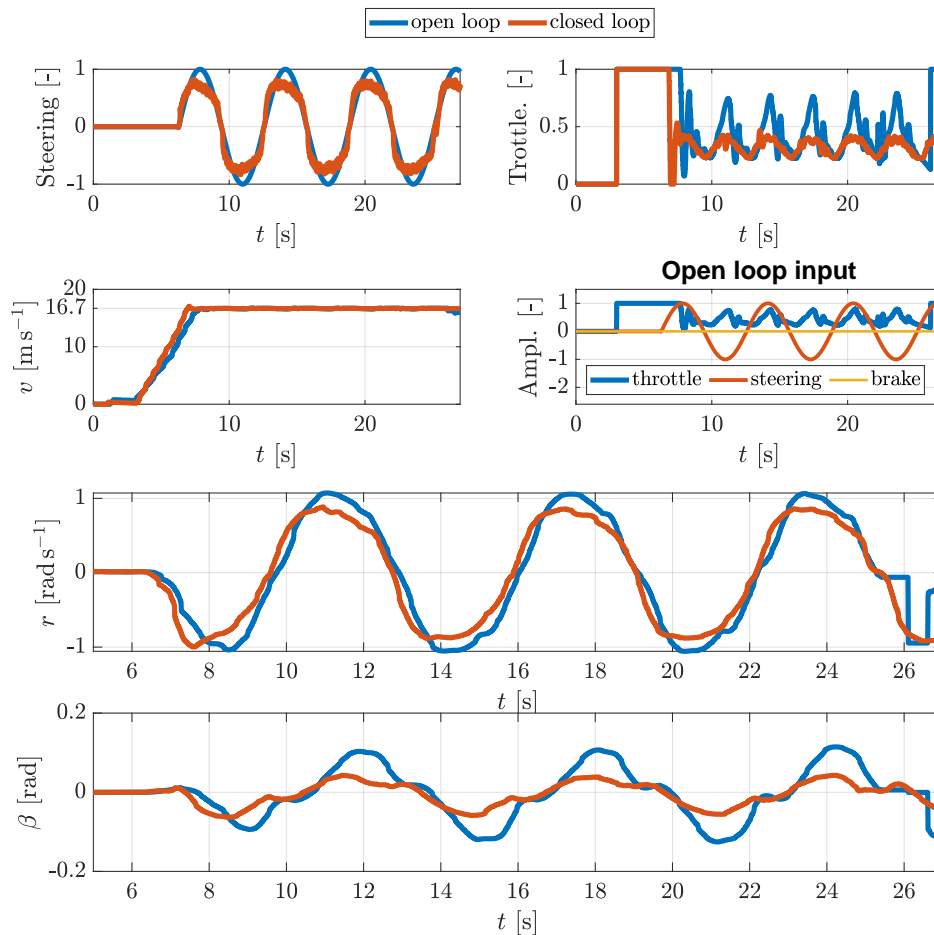 open loop closed loop
Steering [-]
1
0
-1
0 10 20
t [s]
Trottle. [-]
1
0.5
0
0 10 20
t [s]
v [m s⁻¹]
20
16.7
10
0
0 10 20
t [s]
Open loop input
Ampl. [-]
1
0
-1
-2
throttle steering brake
0 10 20
t [s]
r [rad s⁻¹]
1
0
-1
6 8 10 12 14 16 18 20 22 24 26
t [s]
β [rad]
0.2
0
-0.2
6 8 10 12 14 16 18 20 22 24 26
t [s]